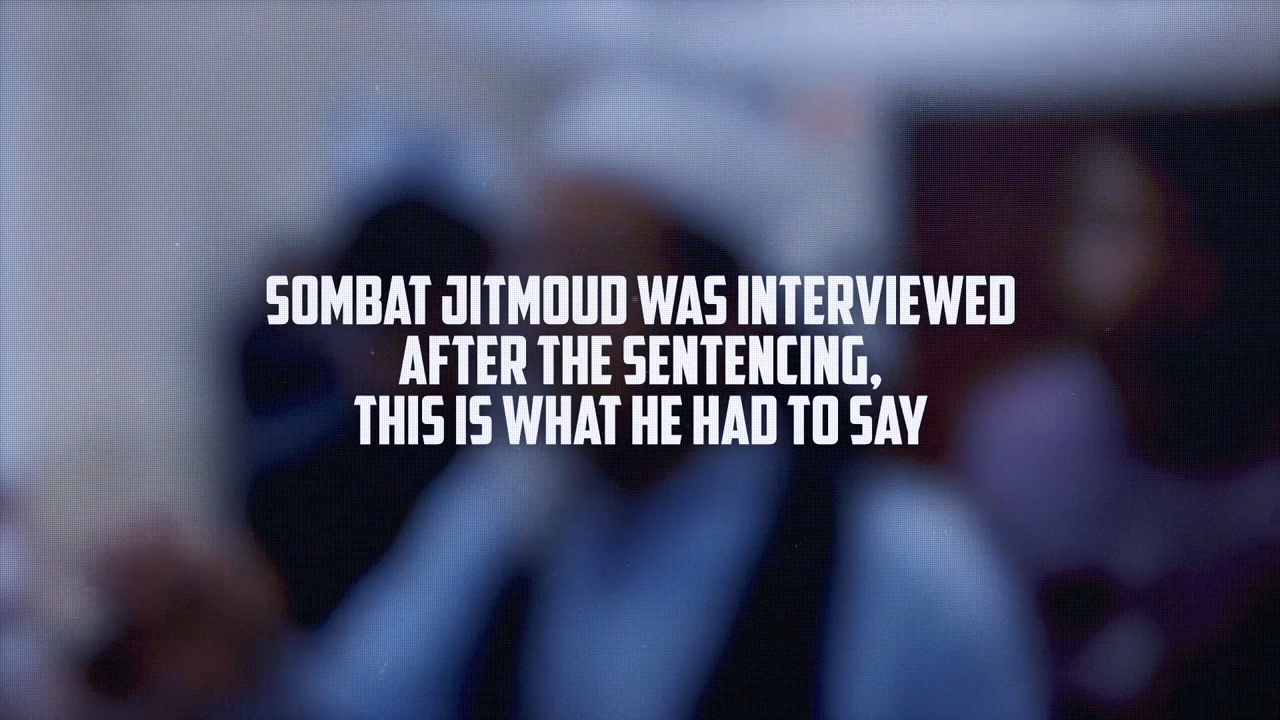 SOMBAT JITMOUD WAS INTERVIEWED
AFTER THE SENTENCING,
THIS IS WHAT HE HAD TO SAY